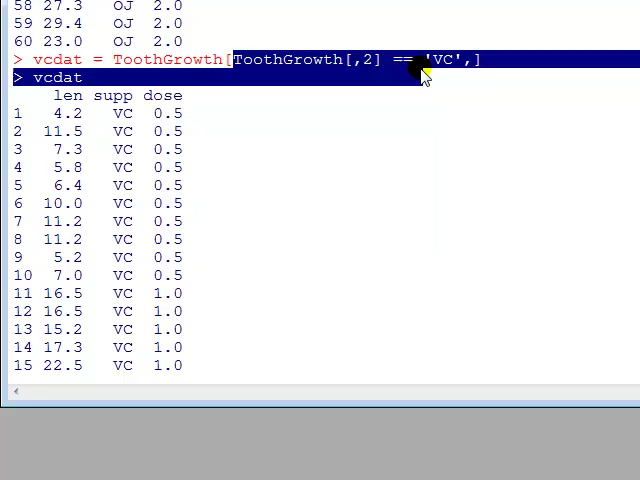 58 27.3 OJ 2.0
59 29.4 OJ 2.0
60 23.0 OJ 2.0
> vcdat = ToothGrowth[ToothGrowth[,2] == 'VC',]
> vcdat
len supp dose
1 4.2 VC 0.5
2 11.5 VC 0.5
3 7.3 VC 0.5
4 5.8 VC 0.5
5 6.4 VC 0.5
6 10.0 VC 0.5
7 11.2 VC 0.5
8 11.2 VC 0.5
9 5.2 VC 0.5
10 7.0 VC 0.5
11 16.5 VC 1.0
12 16.5 VC 1.0
13 15.2 VC 1.0
14 17.3 VC 1.0
15 22.5 VC 1.0